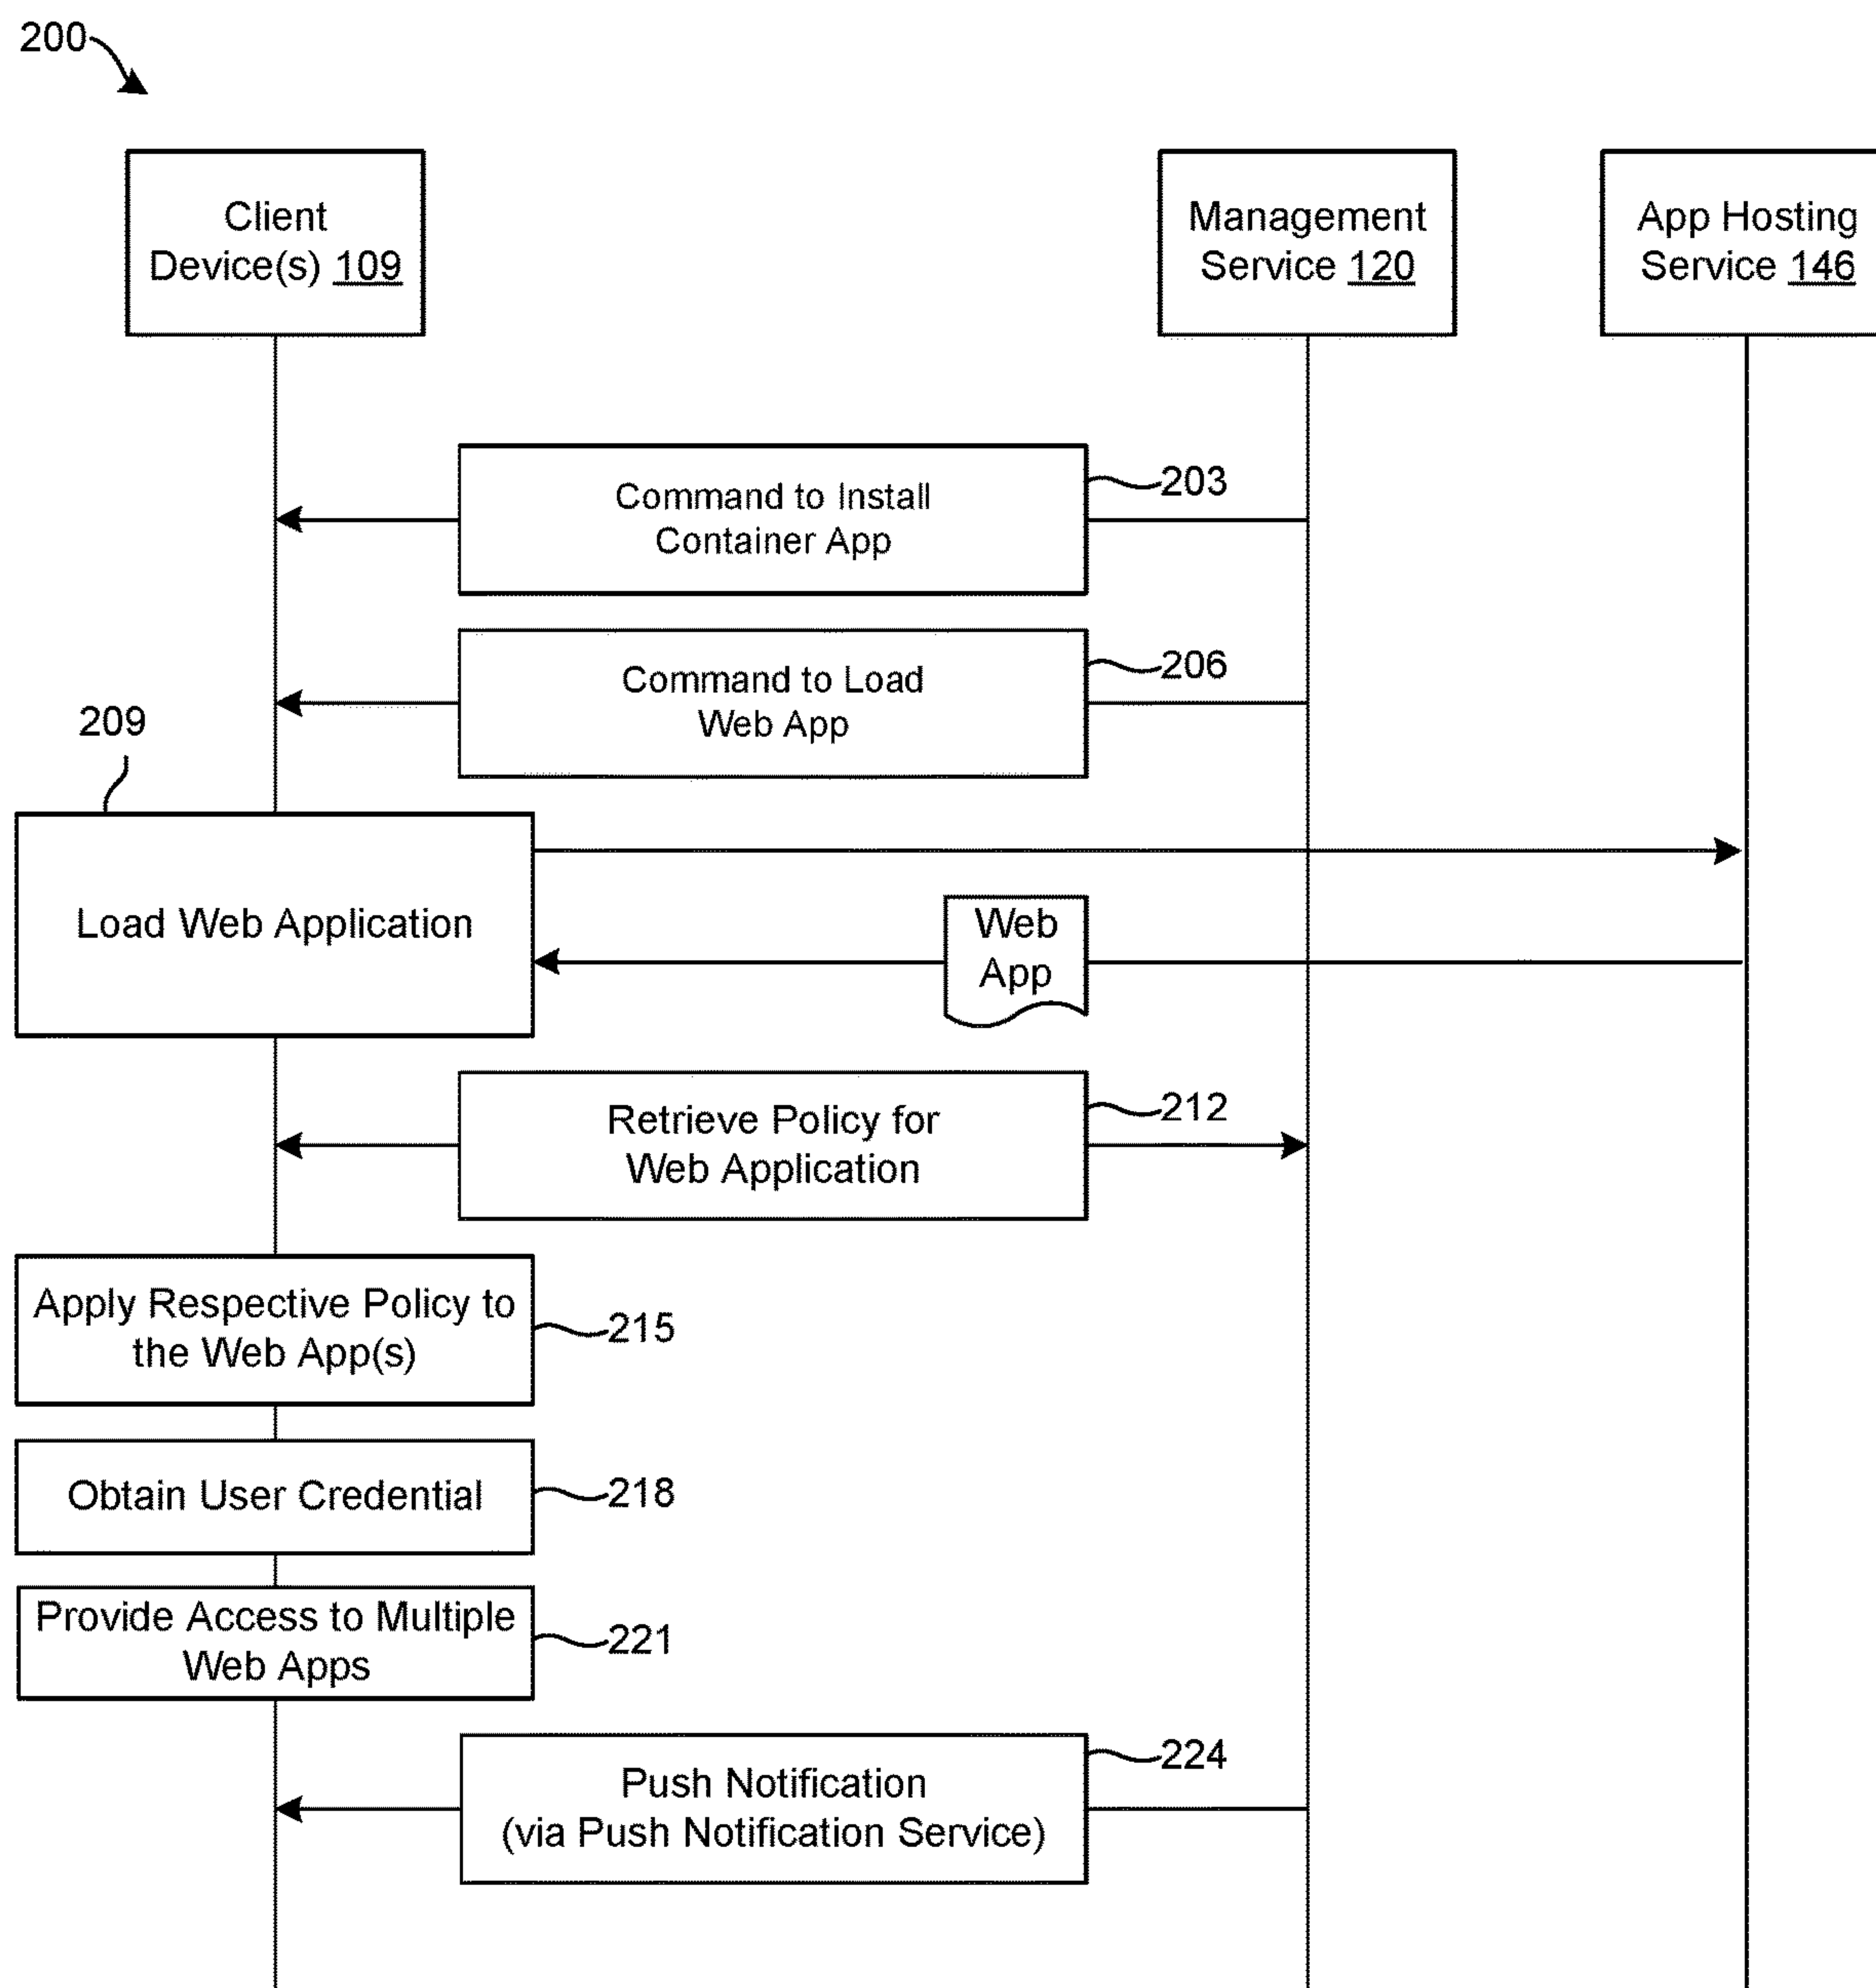 200
Client
Device(s) 109
Management
Service 120
App Hosting
Service 146
Command to Install
Container App
203
Command to Load
Web App
206
209
Load Web Application
Web
App
Retrieve Policy for
Web Application
212
Apply Respective Policy to
the Web App(s)
215
Obtain User Credential
218
Provide Access to Multiple
Web Apps
221
Push Notification
(via Push Notification Service)
224